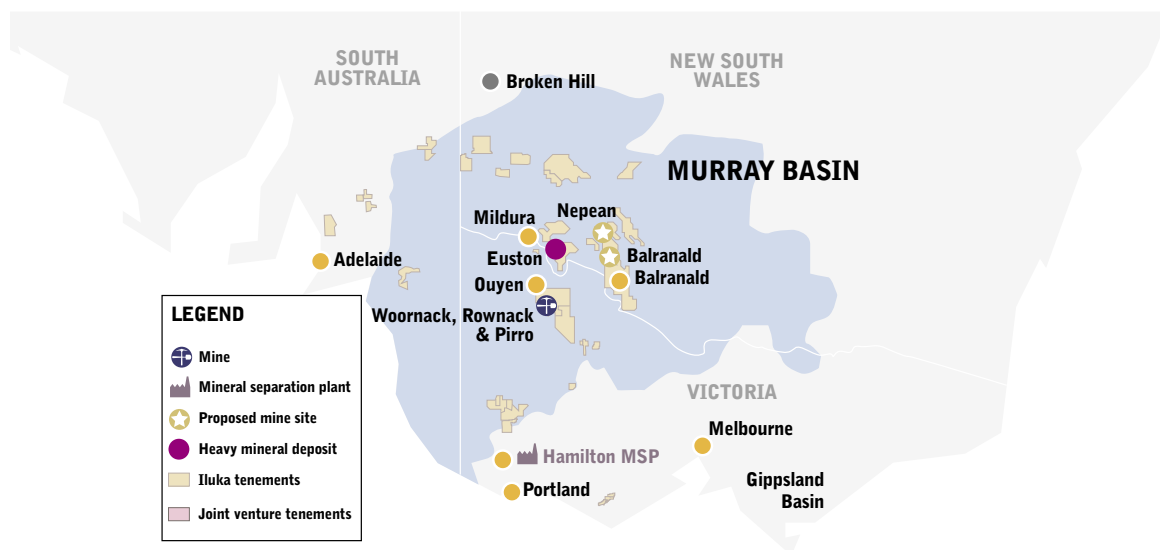 SOUTH
AUSTRALIA
NEW SOUTH
WALES
Broken Hill
MURRAY BASIN
Nepean
Mildura
Euston
Balranald
Balranald
Adelaide
Ouyen
Woornack, Rownack
& Pirro
LEGEND
Mine
Mineral separation plant
Proposed mine site
Heavy mineral deposit
Iluka tenements
Joint venture tenements
VICTORIA
Melbourne
Hamilton MSP
Gippsland
Basin
Portland